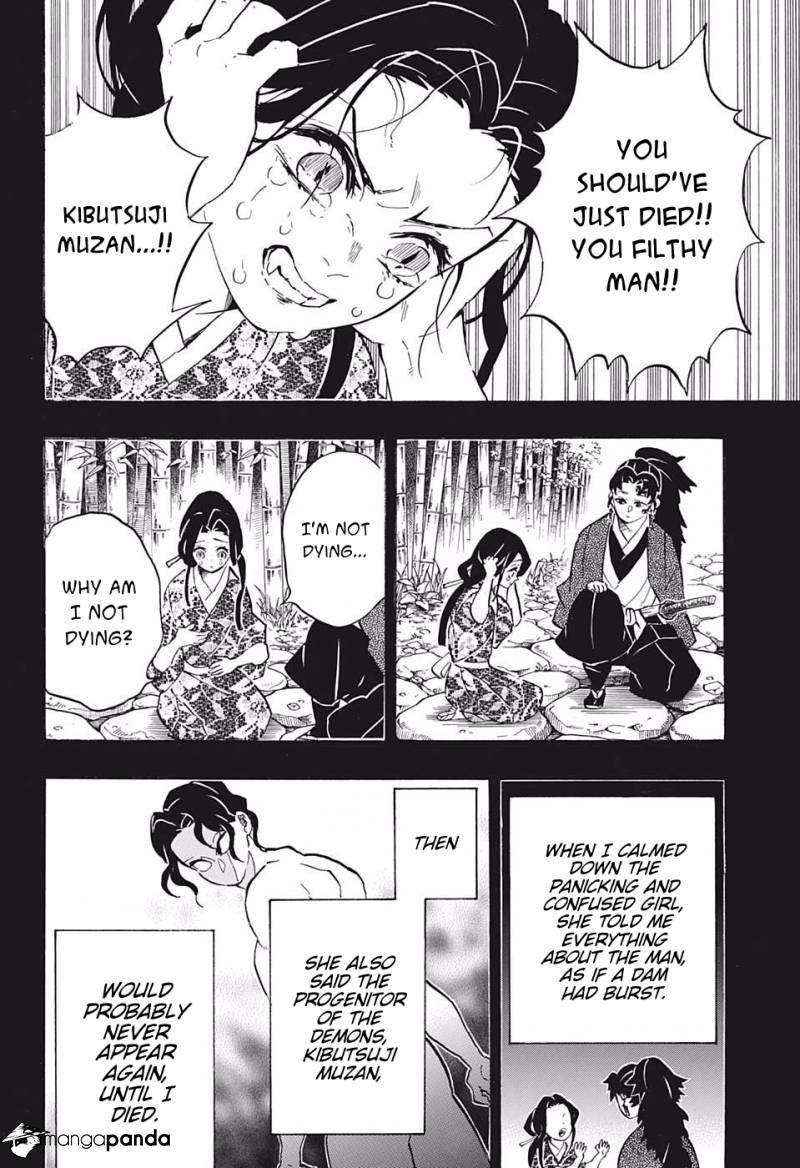 YOU
SHOULD'VE
JUST DIED!!
YOU FILTHY
MAN!!
KIBUTSUJI
MUZAN...!!
I'M NOT
DYING...
WHY AM
I NOT
DYING?
WHEN I CALMED
DOWN THE
PANICKING AND
CONFUSED GIRL,
SHE TOLD ME
EVERYTHING
ABOUT THE MAN,
AS IF A DAM
HAD BURST.
THEN
SHE ALSO
SAID THE
PROGENITOR
OF THE
DEMONS,
KIBUTSUJI
MUZAN,
WOULD
PROBABLY
NEVER
APPEAR
AGAIN,
UNTIL I
DIED.
mangapanda